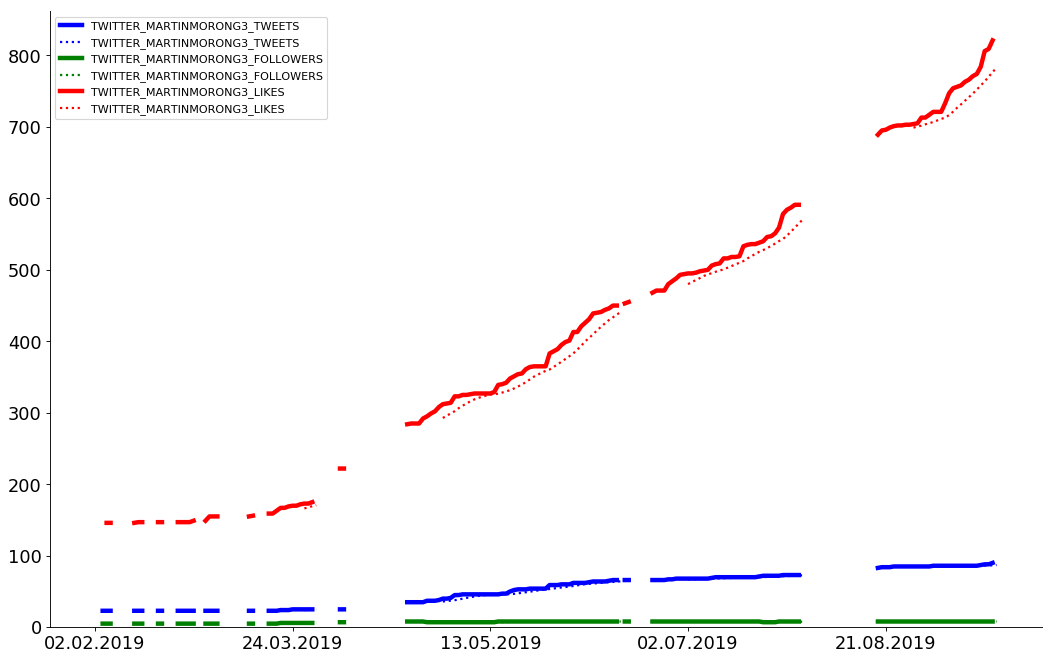 TWITTER_MARTINMORONG3_TWEETS
TWITTER_MARTINMORONG3_TWEETS
TWITTER_MARTINMORONG3_FOLLOWERS
TWITTER_MARTINMORONG3_FOLLOWERS
TWITTER_MARTINMORONG3_LIKES
TWITTER_MARTINMORONG3_LIKES
800
700
600
500
400
300
200
100
0
02.02.2019 24.03.2019 13.05.2019 02.07.2019 21.08.2019